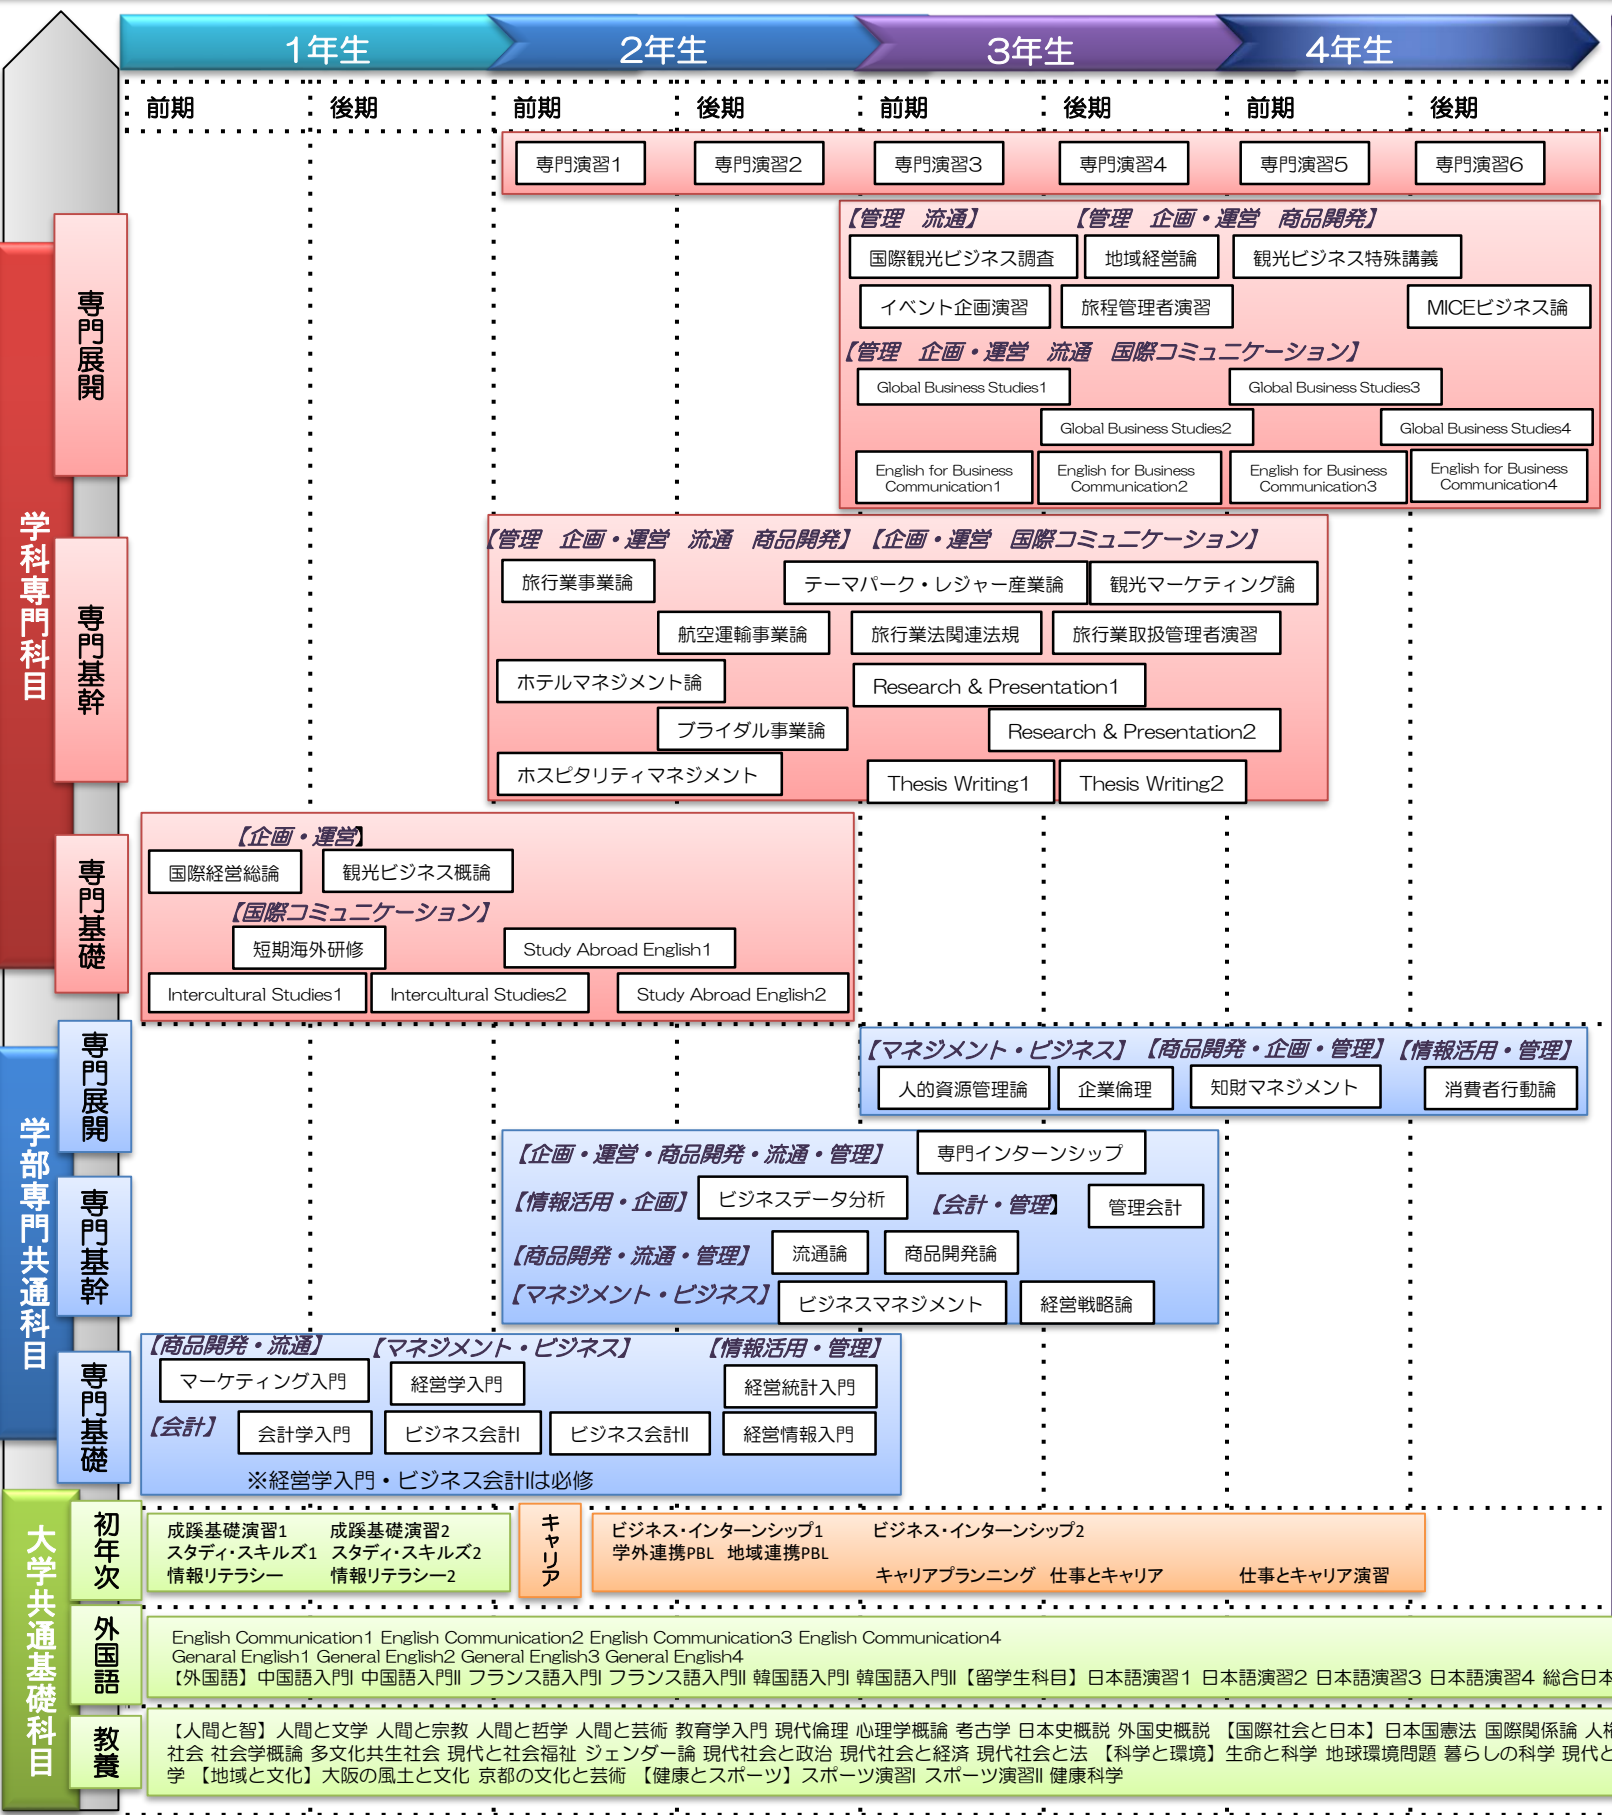 1年生 2年生 3年生 4年生
前期 後期 前期 後期 前期 後期 前期 後期
専門演習1 専門演習2 専門演習3 専門演習4 専門演習5 専門演習6
学科専門科目
専門展開
【管理 流通】 【管理 企画・運営 商品開発】
国際観光ビジネス調査 地域経営論 観光ビジネス特殊講義
イベント企画演習 旅程管理者演習 MICEビジネス論
【管理 企画・運営 流通 国際コミュニケーション】
Global Business Studies1 Global Business Studies3
Global Business Studies2 Global Business Studies4
English for Business Communication1 English for Business Communication2 English for Business Communication3 English for Business Communication4
専門基幹
【管理 企画・運営 流通 商品開発】 【企画・運営 国際コミュニケーション】
旅行業事業論 テーマパーク・レジャー産業論 観光マーケティング論
航空運輸事業論 旅行業法関連法規 旅行業取扱管理者演習
ホテルマネジメント論 Research & Presentation1
ブライダル事業論 Research & Presentation2
ホスピタリティマネジメント Thesis Writing1 Thesis Writing2
専門基礎
【企画・運営】
国際経営総論 観光ビジネス概論
【国際コミュニケーション】
短期海外研修 Study Abroad English1
Intercultural Studies1 Intercultural Studies2 Study Abroad English2
学部専門共通科目
専門展開
【マネジメント・ビジネス】 【商品開発・企画・管理】 【情報活用・管理】
人的資源管理論 企業倫理 知財マネジメント 消費者行動論
専門基幹
【企画・運営・商品開発・流通・管理】 専門インターンシップ
【情報活用・企画】 ビジネスデータ分析 【会計・管理】 管理会計
【商品開発・流通・管理】 流通論 商品開発論
【マネジメント・ビジネス】 ビジネスマネジメント 経営戦略論
専門基礎
【商品開発・流通】 【マネジメント・ビジネス】 【情報活用・管理】
マーケティング入門 経営学入門 経営統計入門
【会計】 会計学入門 ビジネス会計I ビジネス会計II 経営情報入門
※経営学入門・ビジネス会計IIは必修
大学共通基礎科目
初年次
成蹊基礎演習1 成蹊基礎演習2
スタディ・スキルズ1 スタディ・スキルズ2
情報リテラシー 情報リテラシー2
キャリア
ビジネス・インターンシップ1 ビジネス・インターンシップ2
学外連携PBL 地域連携PBL
キャリアプランニング 仕事とキャリア 仕事とキャリア演習
外国語
English Communication1 English Communication2 English Communication3 English Communication4
Genaral English1 General English2 General English3 General English4
【外国語】中国語入門I 中国語入門II フランス語入門I フランス語入門II 韓国語入門I 韓国語入門II【留学生科目】日本語演習1 日本語演習2 日本語演習3 日本語演習4 総合日本
教養
【人間と智】人間と文学 人間と宗教 人間と哲学 人間と芸術 教育学入門 現代倫理 心理学概論 考古学 日本史概説 外国史概説 【国際社会と日本】日本国憲法 国際関係論 人権
社会 社会学概論 多文化共生社会 現代と社会福祉 ジェンダー論 現代社会と政治 現代社会と経済 現代社会と法 【科学と環境】生命と科学 地球環境問題 暮らしの科学 現代と
学 【地域と文化】大阪の風土と文化 京都の文化と芸術 【健康とスポーツ】スポーツ演習I スポーツ演習II 健康科学